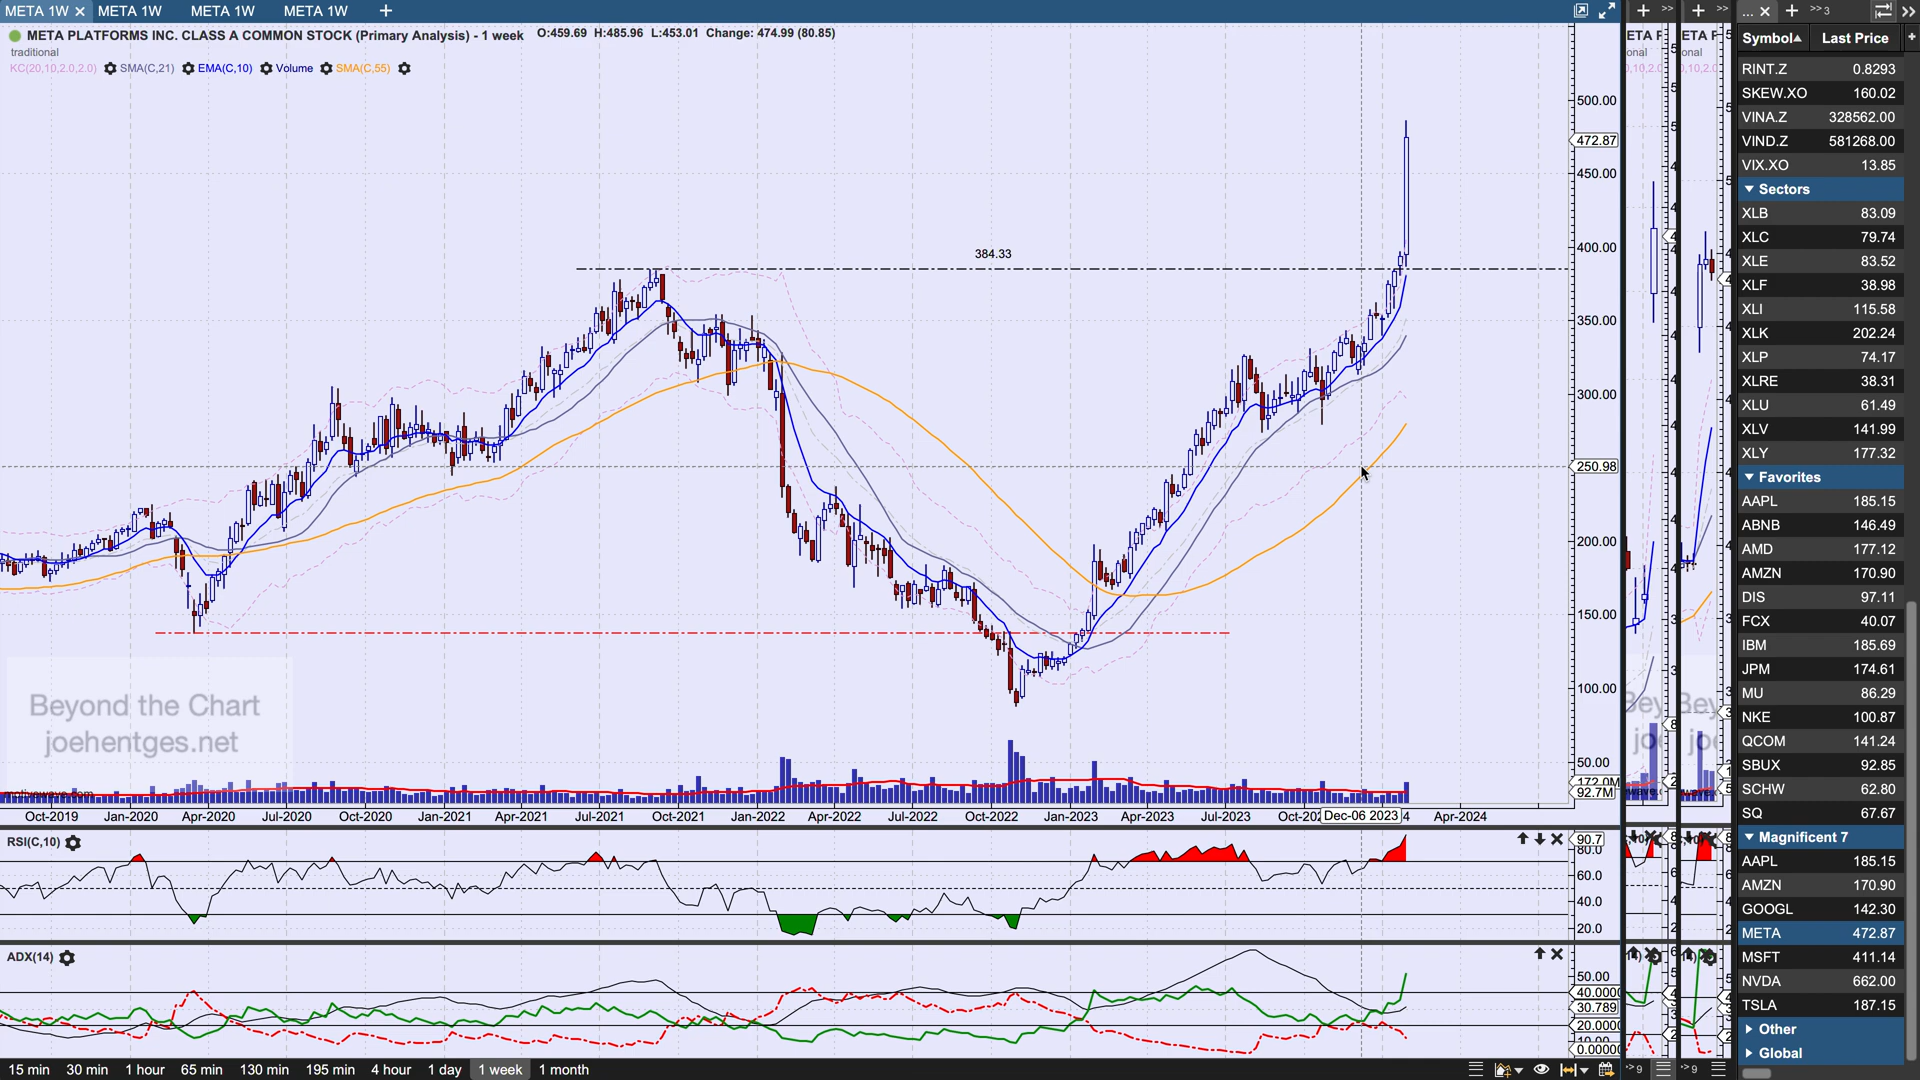 META 1W META 1W META 1W META 1W
META PLATFORMS INC. CLASS A COMMON STOCK (Primary Analysis) - 1 week O:459.69 H:485.96 L:453.01 Change: 474.99 (80.85)
traditional
KC(20,10,2.0,2.0) SMA(C,21) EMA(C,10) Volume SMA(C,55)
384.33
500.00
472.87
450.00
400.00
350.00
300.00
250.98
200.00
150.00
100.00
50.00
172.0M
92.7M
Beyond the Chart
joehentges.net
motivewave.com
Oct-2019 Jan-2020 Apr-2020 Jul-2020 Oct-2020 Jan-2021 Apr-2021 Jul-2021 Oct-2021 Jan-2022 Apr-2022 Jul-2022 Oct-2022 Jan-2023 Apr-2023 Jul-2023 Dec-06 2023 Apr-2024
RSI(C,10)
90.7
80.0
60.0
40.0
20.0
ADX(14)
50.00
40.0000
30.789
20.0000
10.00
0.0000
15 min 30 min 1 hour 65 min 130 min 195 min 4 hour 1 day 1 week 1 month
Symbol Last Price
RINT.Z 0.8293
SKEW.XO 160.02
VINA.Z 328562.00
VIND.Z 581268.00
VIX.XO 13.85
Sectors
XLB 83.09
XLC 79.74
XLE 83.52
XLF 38.98
XLI 115.58
XLK 202.24
XLP 74.17
XLRE 38.31
XLU 61.49
XLV 141.99
XLY 177.32
Favorites
AAPL 185.15
ABNB 146.49
AMD 177.12
AMZN 170.90
DIS 97.11
FCX 40.07
IBM 185.69
JPM 174.61
MU 86.29
NKE 100.87
QCOM 141.24
SBUX 92.85
SCHW 62.80
SQ 67.67
Magnificent 7
AAPL 185.15
AMZN 170.90
GOOGL 142.30
META 472.87
MSFT 411.14
NVDA 662.00
TSLA 187.15
Other
Global